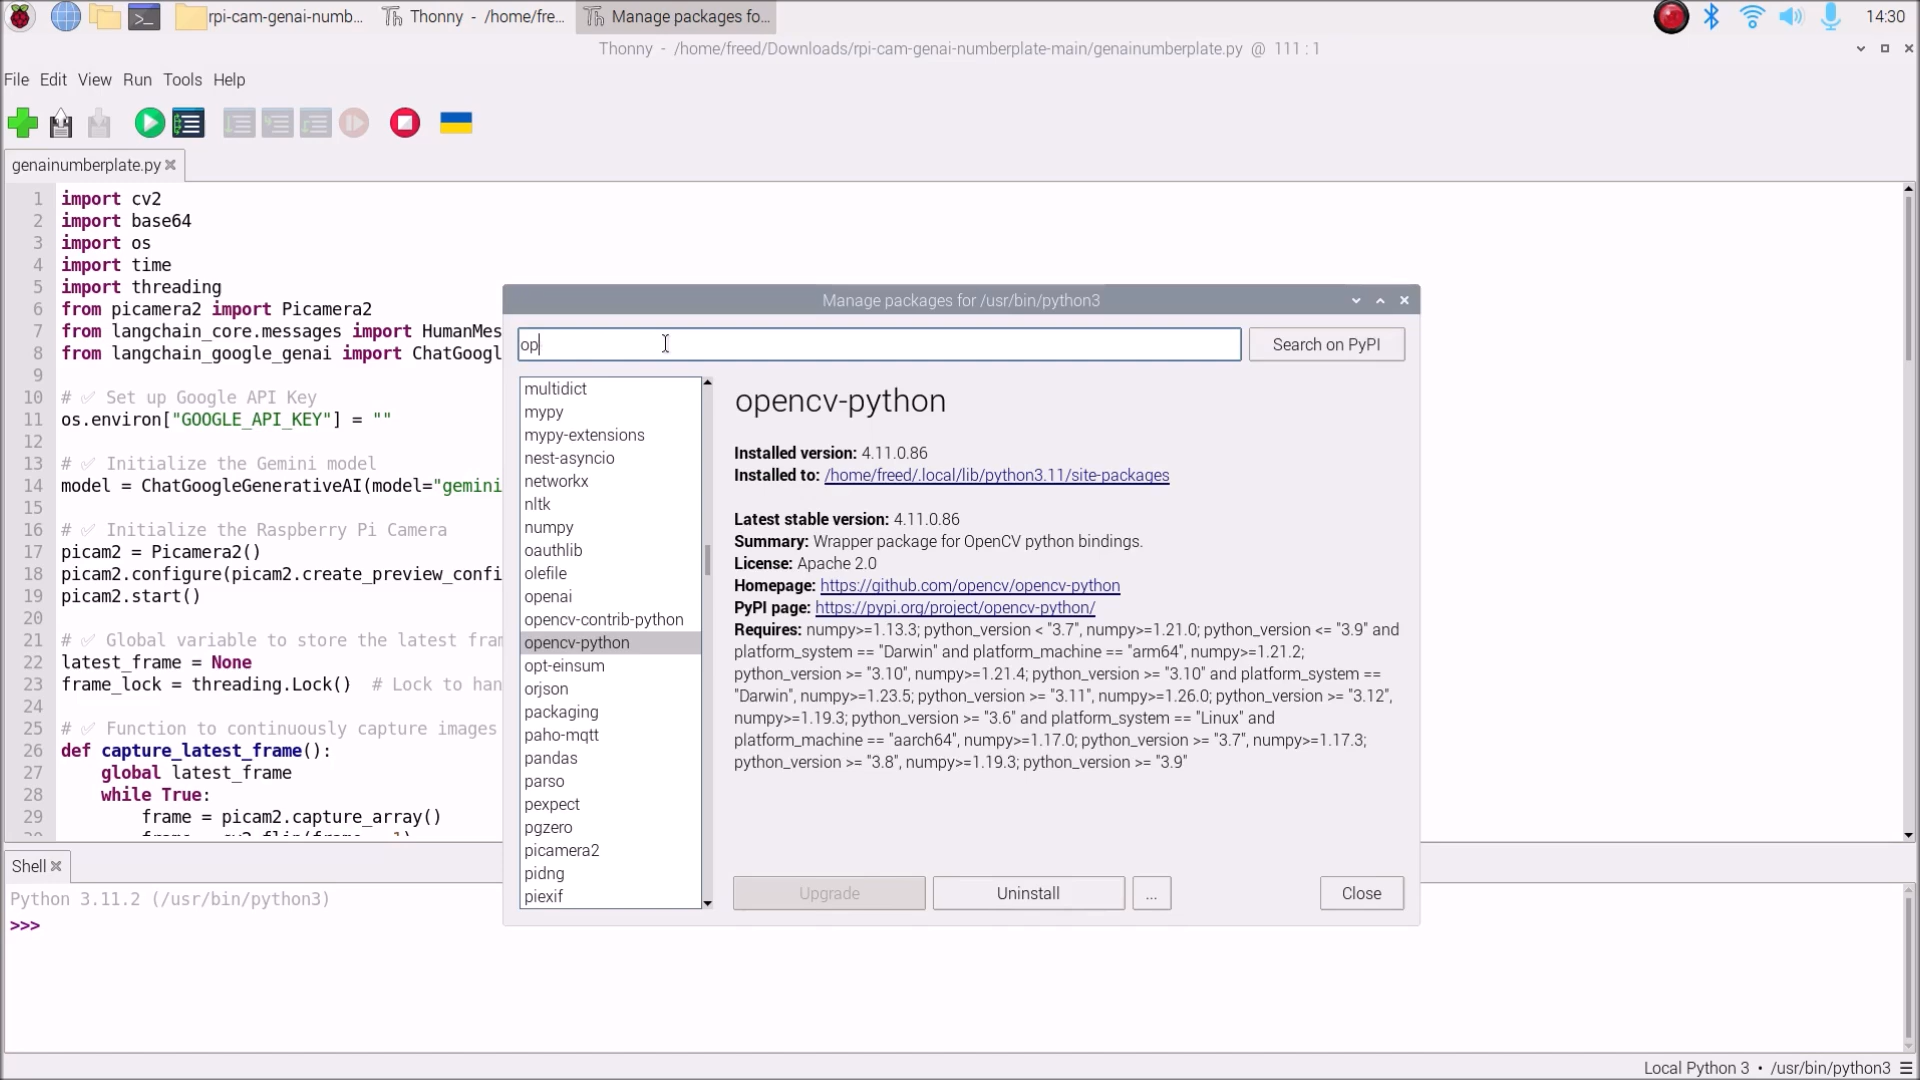 rpi-cam-genai-numb...
Thonny - /home/fre...
Manage packages fo...
14:30
Thonny - /home/freed/Downloads/rpi-cam-genai-numberplate-main/genainumberplate.py @ 111 : 1
File Edit View Run Tools Help
genainumberplate.py
1 import cv2
2 import base64
3 import os
4 import time
5 import threading
6 from picamera2 import Picamera2
7 from langchain_core.messages import HumanMes
8 from langchain_google_genai import ChatGoogl
9
10 # ✅ Set up Google API Key
11 os.environ["GOOGLE_API_KEY"] = ""
12
13 # ✅ Initialize the Gemini model
14 model = ChatGoogleGenerativeAI(model="gemini
15
16 # ✅ Initialize the Raspberry Pi Camera
17 picam2 = Picamera2()
18 picam2.configure(picam2.create_preview_confi
19 picam2.start()
20
21 # ✅ Global variable to store the latest fram
22 latest_frame = None
23 frame_lock = threading.Lock()  # Lock to han
24
25 # ✅ Function to continuously capture images
26 def capture_latest_frame():
27 global latest_frame
28 while True:
29 frame = picam2.capture_array()
Manage packages for /usr/bin/python3
op
Search on PyPI
multidict
mypy
mypy-extensions
nest-asyncio
networkx
nltk
numpy
oauthlib
olefile
openai
opencv-contrib-python
opencv-python
opt-einsum
orjson
packaging
paho-mqtt
pandas
parso
pexpect
pgzero
picamera2
pidng
piexif
opencv-python
Installed version: 4.11.0.86
Installed to: /home/freed/.local/lib/python3.11/site-packages
Latest stable version: 4.11.0.86
Summary: Wrapper package for OpenCV python bindings.
License: Apache 2.0
Homepage: https://github.com/opencv/opencv-python
PyPI page: https://pypi.org/project/opencv-python/
Requires: numpy>=1.13.3; python_version < "3.7", numpy>=1.21.0; python_version <= "3.9" and
platform_system == "Darwin" and platform_machine == "arm64", numpy>=1.21.2;
python_version >= "3.10", numpy>=1.21.4; python_version >= "3.10" and platform_system ==
"Darwin", numpy>=1.23.5; python_version >= "3.11", numpy>=1.26.0; python_version >= "3.12",
numpy>=1.19.3; python_version >= "3.6" and platform_system == "Linux" and
platform_machine == "aarch64", numpy>=1.17.0; python_version >= "3.7", numpy>=1.17.3;
python_version >= "3.8", numpy>=1.19.3; python_version >= "3.9"
Upgrade
Uninstall
...
Close
Shell
Python 3.11.2 (/usr/bin/python3)
>>>
Local Python 3 • /usr/bin/python3 ☰